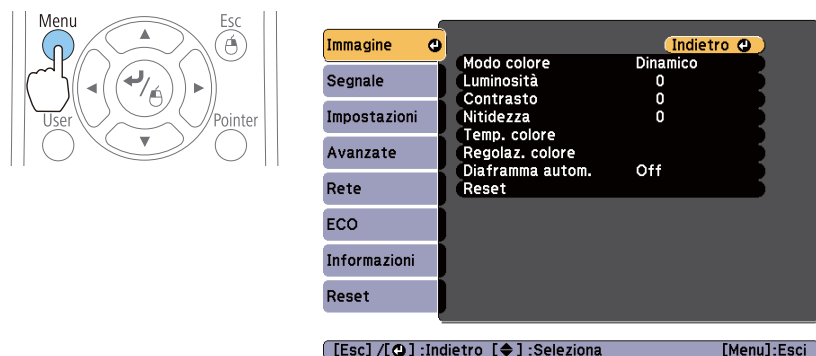 Menu
Esc
User
Pointer
Immagine
Segnale
Impostazioni
Avanzate
Rete
ECO
Informazioni
Reset
Indietro
Modo colore Dinamico
Luminosità 0
Contrasto 0
Nitidezza 0
Temp. colore
Regolaz. colore
Diaframma autom. Off
Reset
[Esc] /[⏎] :Indietro [◆] :Seleziona [Menu]:Esci